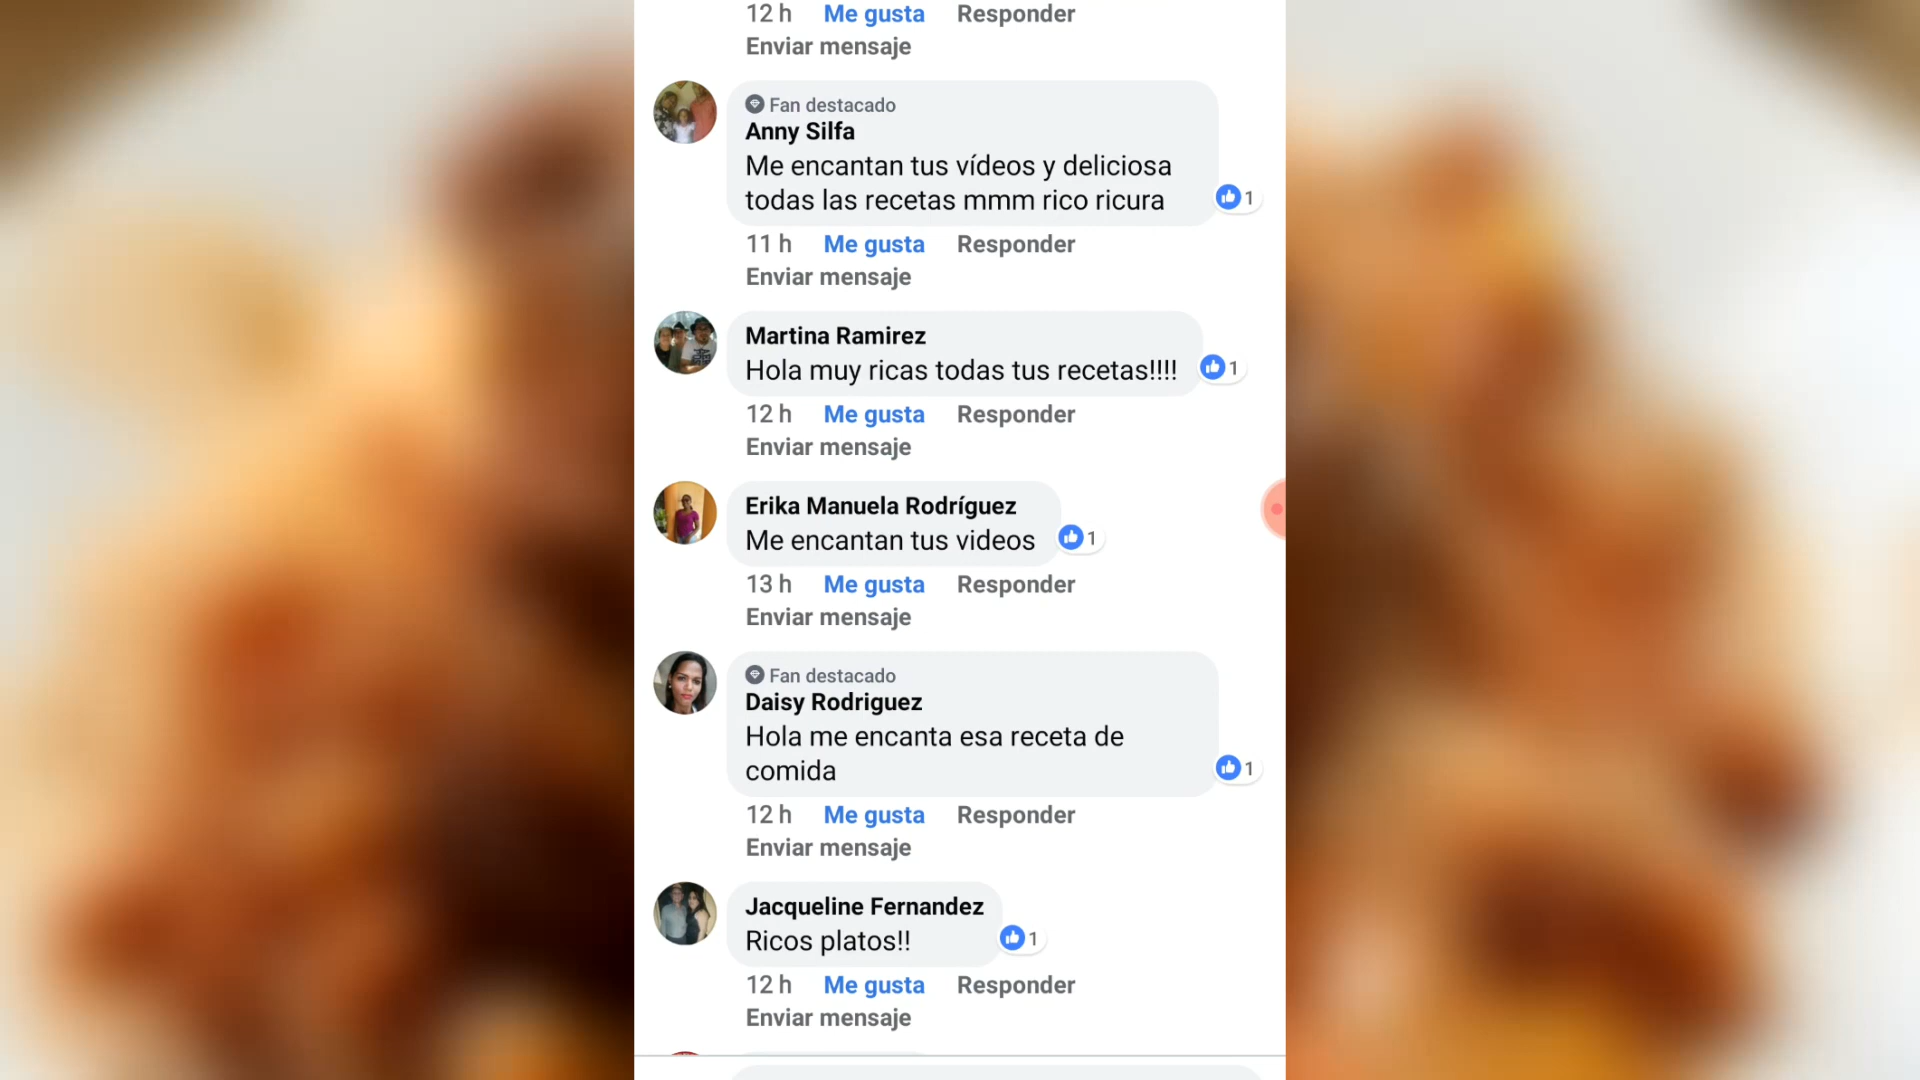 12 h Me gusta Responder
Enviar mensaje
Fan destacado
Anny Silfa
Me encantan tus vídeos y deliciosa
todas las recetas mmm rico ricura
1
11 h Me gusta Responder
Enviar mensaje
Martina Ramirez
Hola muy ricas todas tus recetas!!!!
1
12 h Me gusta Responder
Enviar mensaje
Erika Manuela Rodríguez
Me encantan tus videos
1
13 h Me gusta Responder
Enviar mensaje
Fan destacado
Daisy Rodriguez
Hola me encanta esa receta de
comida
1
12 h Me gusta Responder
Enviar mensaje
Jacqueline Fernandez
Ricos platos!!
1
12 h Me gusta Responder
Enviar mensaje